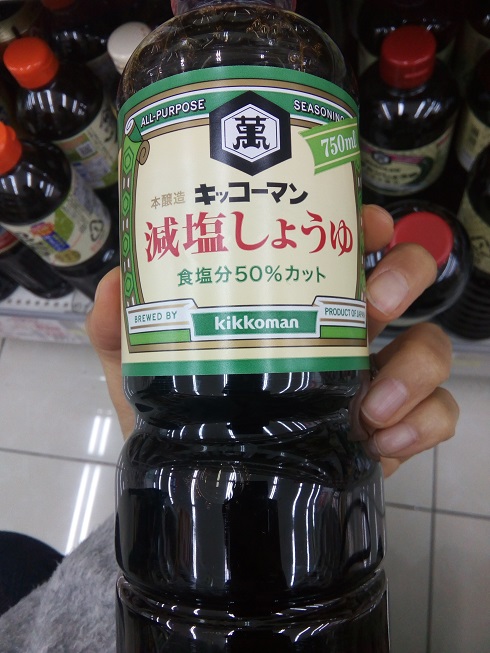 ALL-PURPOSE SEASONING
萬
750ml
本醸造 キッコーマン
減塩しょうゆ
食塩分50%カット
BREWED BY kikkoman PRODUCT OF JAPAN